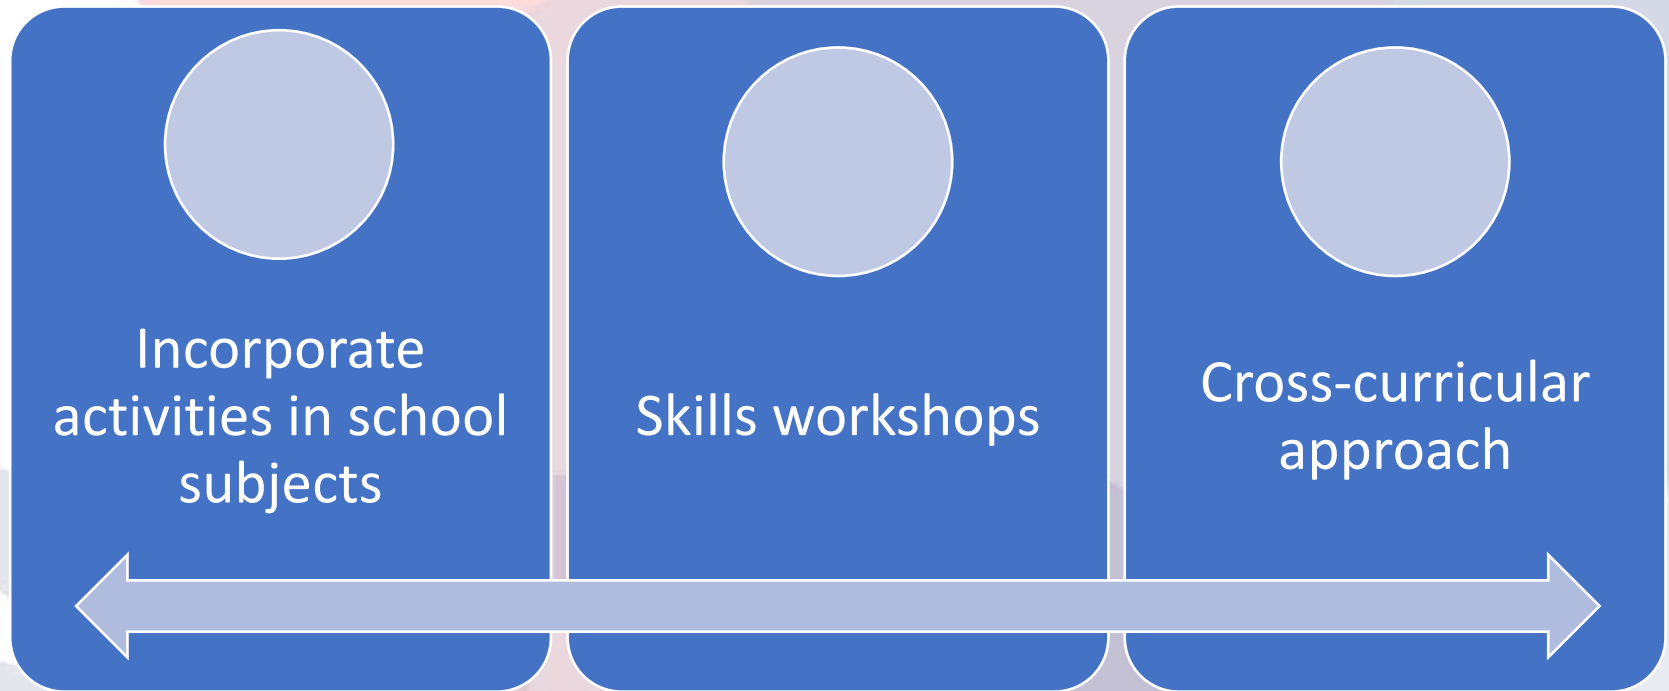 Incorporate
activities in school
subjects
Skills workshops
Cross-curricular
approach